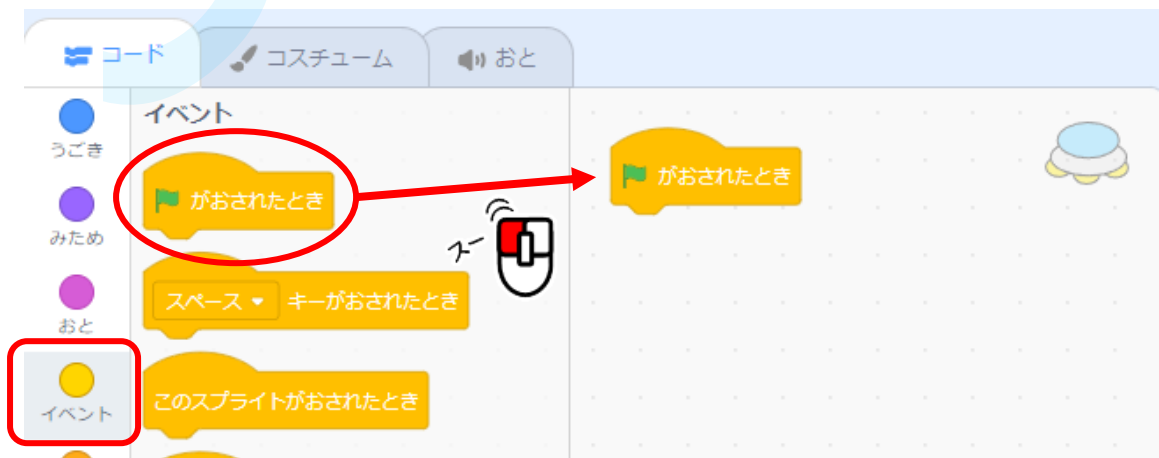 コード
コスチューム
おと
うごき
みため
おと
イベント
イベント
がおされたとき
スペース キーがおされたとき
このスプライトがおされたとき
スー
がおされたとき